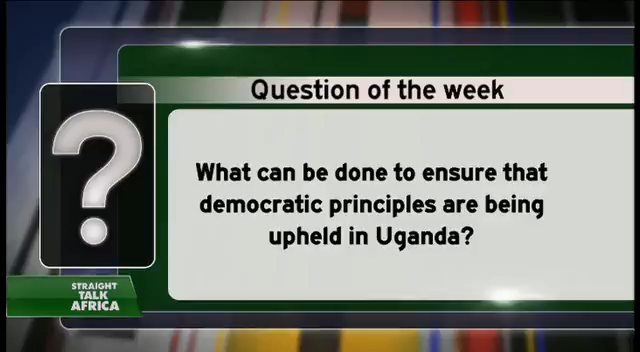 Question of the week
?
What can be done to ensure that
democratic principles are being
upheld in Uganda?
STRAIGHT
TALK
AFRICA